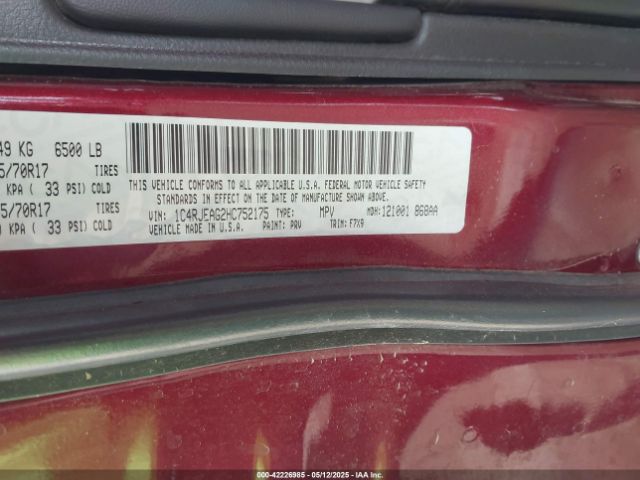 49 KG 6500 LB
5/70R17 TIRES
KPA ( 33 PSI) COLD
5/70R17 TIRES
KPA ( 33 PSI) COLD
THIS VEHICLE CONFORMS TO ALL APPLICABLE U.S.A. FEDERAL MOTOR VEHICLE SAFETY
STANDARDS IN EFFECT ON THE DATE OF MANUFACTURE SHOWN ABOVE.
VIN: 1C4RJEAG2HC752175 TYPE: MPV MDH:121001 868AA
VEHICLE MADE IN U.S.A. PAINT: PRV TRIM: F7X9
000-42226985 - 05/12/2025 - IAAI.COM